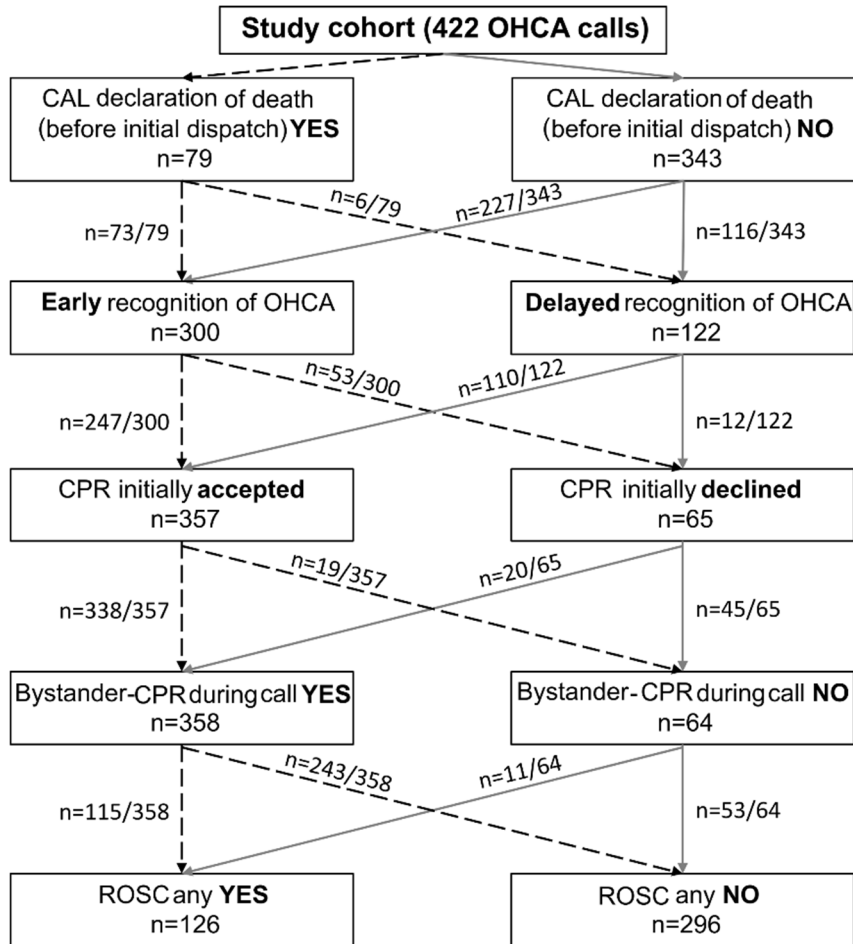 Study cohort (422 OHCA calls)
CAL declaration of death
(before initial dispatch) YES
n=79
CAL declaration of death
(before initial dispatch) NO
n=343
n=73/79
n=6/79
n=227/343
n=116/343
Early recognition of OHCA
n=300
Delayed recognition of OHCA
n=122
n=247/300
n=53/300
n=110/122
n=12/122
CPR initially accepted
n=357
CPR initially declined
n=65
n=338/357
n=19/357
n=20/65
n=45/65
Bystander-CPR during call YES
n=358
Bystander-CPR during call NO
n=64
n=115/358
n=243/358
n=11/64
n=53/64
ROSC any YES
n=126
ROSC any NO
n=296